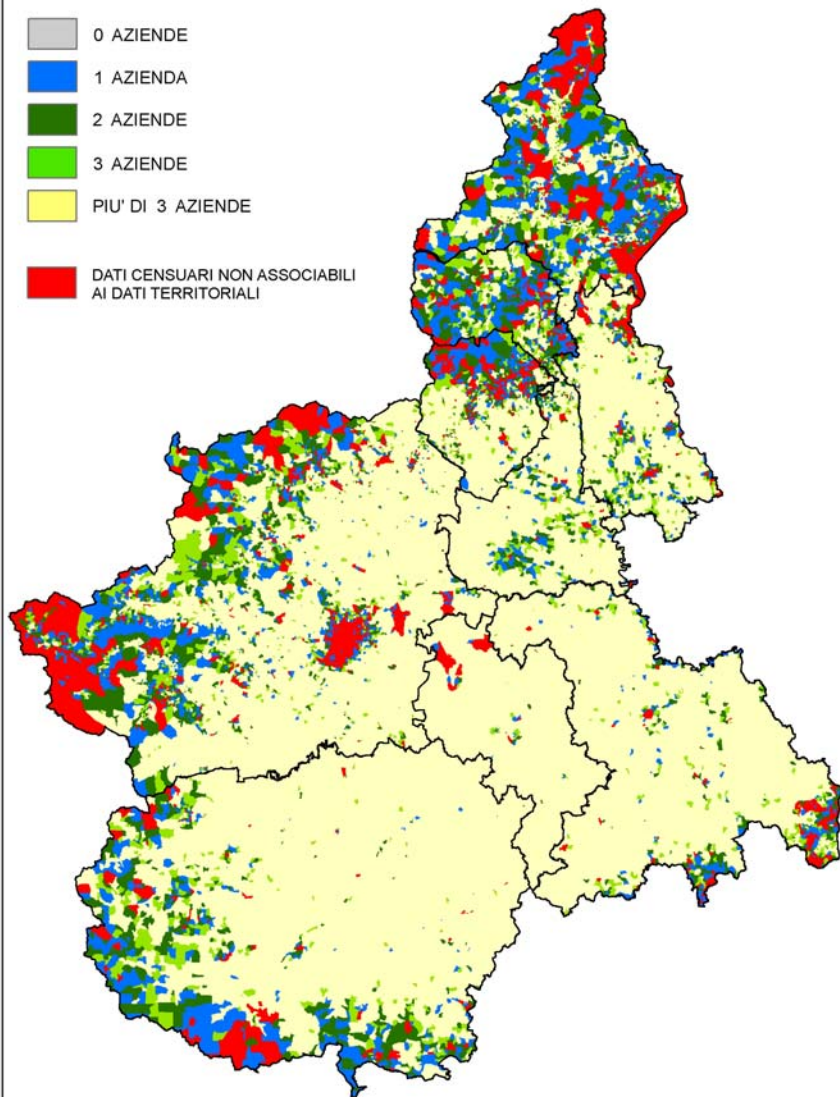 0 AZIENDE
1 AZIENDA
2 AZIENDE
3 AZIENDE
PIU' DI 3 AZIENDE
DATI CENSUARI NON ASSOCIABILI
AI DATI TERRITORIALI